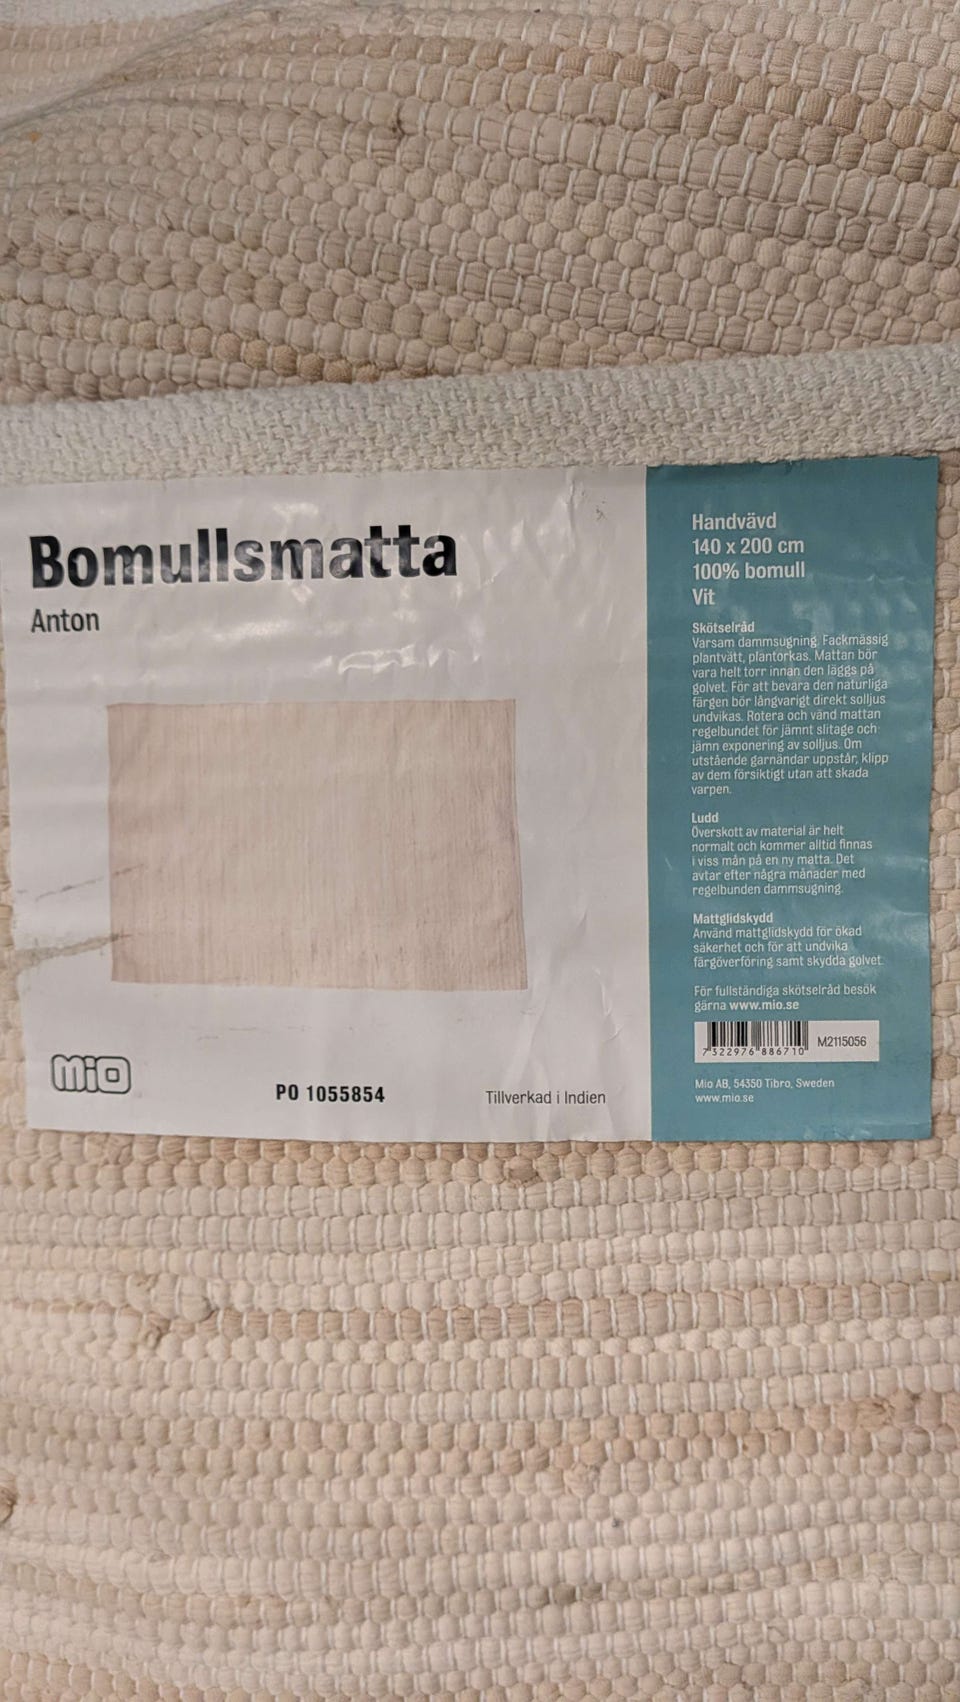 Bomullsmatta
Anton
MIO
PO 1055854
Tillverkad i Indien
Handvävd
140 x 200 cm
100% bomull
Vit
Skötselråd
Varsam dammsugning. Fackmässig
plantvätt, plantorkas. Mattan bör
vara helt torr innan den läggs på
golvet. För att bevara den naturliga
färgen bör långvarigt direkt solljus
undvikas. Rotera och vänd mattan
regelbundet för jämnt slitage och
jämn exponering av solljus. Om
utstående garnändar uppstår, klipp
av dem försiktigt utan att skada
varpen.
Ludd
Överskott av material är helt
normalt och kommer alltid finnas
i viss mån på en ny matta. Det
avtar efter några månader med
regelbunden dammsugning.
Mattglidskydd
Använd mattglidskydd för ökad
säkerhet och för att undvika
färgöverföring samt skydda golvet.
För fullständiga skötselråd besök
gärna www.mio.se
7 322976 886710
M2115056
Mio AB, 54350 Tibro, Sweden
www.mio.se